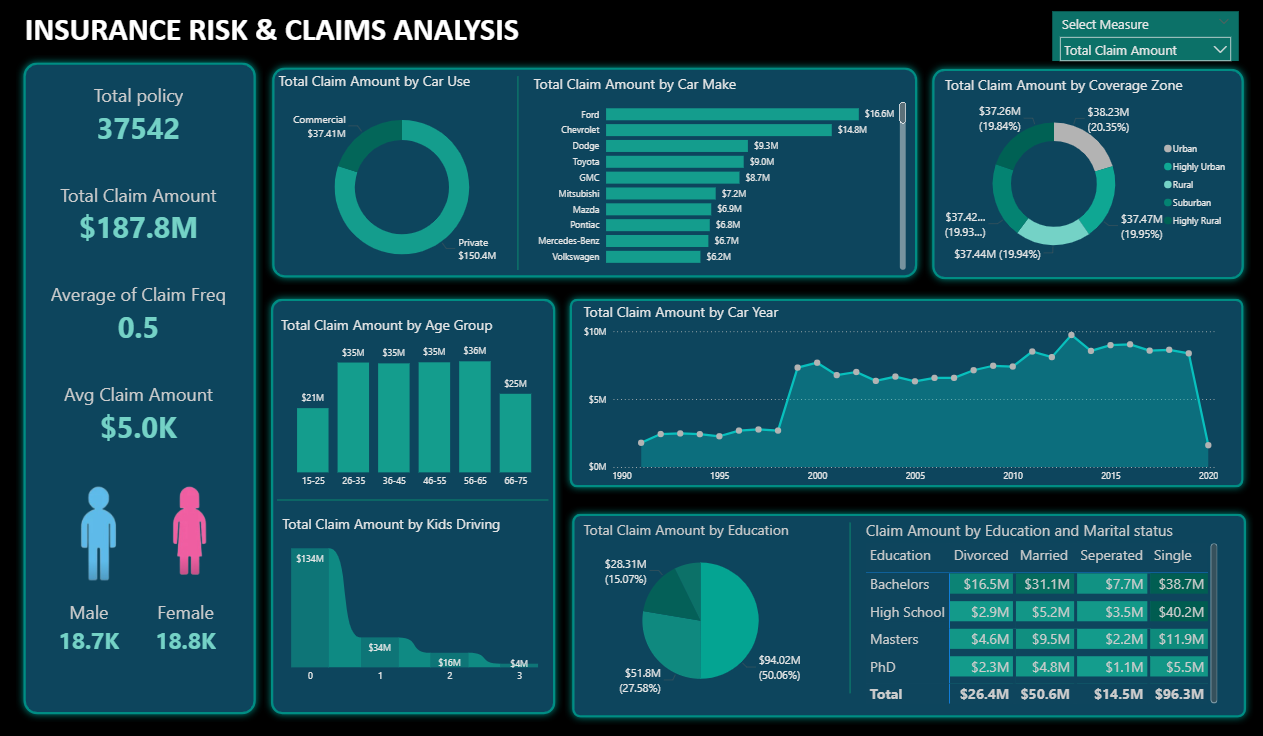 INSURANCE RISK & CLAIMS ANALYSIS
Select Measure
Total Claim Amount
Total policy
37542
Total Claim Amount
$187.8M
Average of Claim Freq
0.5
Avg Claim Amount
$5.0K
Male
18.7K
Female
18.8K
Total Claim Amount by Car Use
Commercial
$37.41M
Private
$150.4M
Total Claim Amount by Car Make
Ford $16.6M
Chevrolet $14.8M
Dodge $9.3M
Toyota $9.0M
GMC $8.7M
Mitsubishi $7.2M
Mazda $6.9M
Pontiac $6.8M
Mercedes-Benz $6.7M
Volkswagen $6.2M
Total Claim Amount by Coverage Zone
$37.26M
(19.84%)
$38.23M
(20.35%)
$37.42...
(19.93...)
$37.47M
(19.95%)
$37.44M (19.94%)
Urban
Highly Urban
Rural
Suburban
Highly Rural
Total Claim Amount by Age Group
$21M $35M $35M $35M $36M $25M
15-25 26-35 36-45 46-55 56-65 66-75
Total Claim Amount by Kids Driving
$134M $34M $16M $4M
0 1 2 3
Total Claim Amount by Car Year
$10M
$5M
$0M
1990 1995 2000 2005 2010 2015 2020
Total Claim Amount by Education
$28.31M
(15.07%)
$51.8M
(27.58%)
$94.02M
(50.06%)
Claim Amount by Education and Marital status
Education Divorced Married Seperated Single
Bachelors $16.5M $31.1M $7.7M $38.7M
High School $2.9M $5.2M $3.5M $40.2M
Masters $4.6M $9.5M $2.2M $11.9M
PhD $2.3M $4.8M $1.1M $5.5M
Total $26.4M $50.6M $14.5M $96.3M